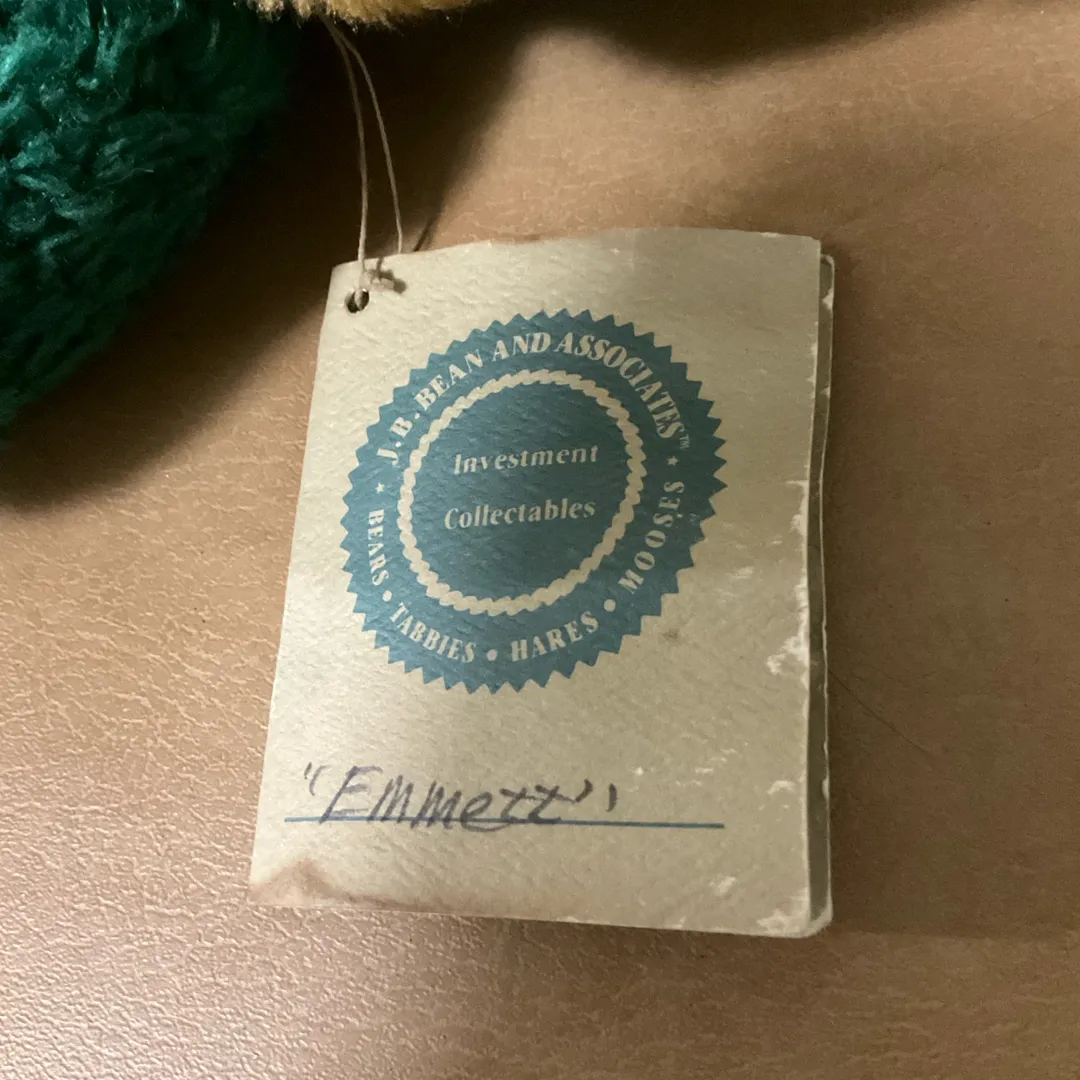 J.B. BEAN AND ASSOCIATES™
Investment
Collectables
★ BEARS • TABBIES • HARES • MOOSES ★
"Emmett"